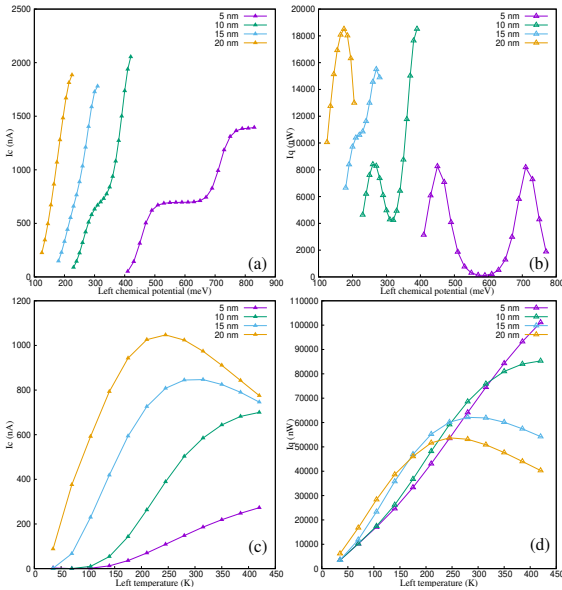 2500
2000
1500
1000
500
0
Ic (nA)
100 200 300 400 500 600 700 800 900
Left chemical potential (meV)
5 nm
10 nm
15 nm
20 nm
(a)
20000
18000
16000
14000
12000
10000
8000
6000
4000
2000
0
Iq (nW)
100 200 300 400 500 600 700 800
Left chemical potential (meV)
5 nm
10 nm
15 nm
20 nm
(b)
1200
1000
800
600
400
200
0
Ic (nA)
0 50 100 150 200 250 300 350 400 450
Left temperature (K)
5 nm
10 nm
15 nm
20 nm
(c)
110000
100000
90000
80000
70000
60000
50000
40000
30000
20000
10000
0
Iq (nW)
0 50 100 150 200 250 300 350 400 450
Left temperature (K)
5 nm
10 nm
15 nm
20 nm
(d)